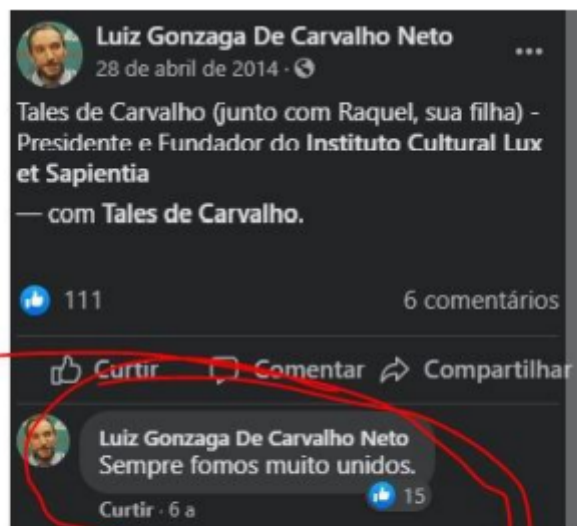 Luiz Gonzaga De Carvalho Neto
28 de abril de 2014 ·
Tales de Carvalho (junto com Raquel, sua filha) -
Presidente e Fundador do Instituto Cultural Lux
et Sapientia
— com Tales de Carvalho.
111 6 comentários
Curtir Comentar Compartilhar
Luiz Gonzaga De Carvalho Neto
Sempre fomos muito unidos.
15
Curtir · 6 a